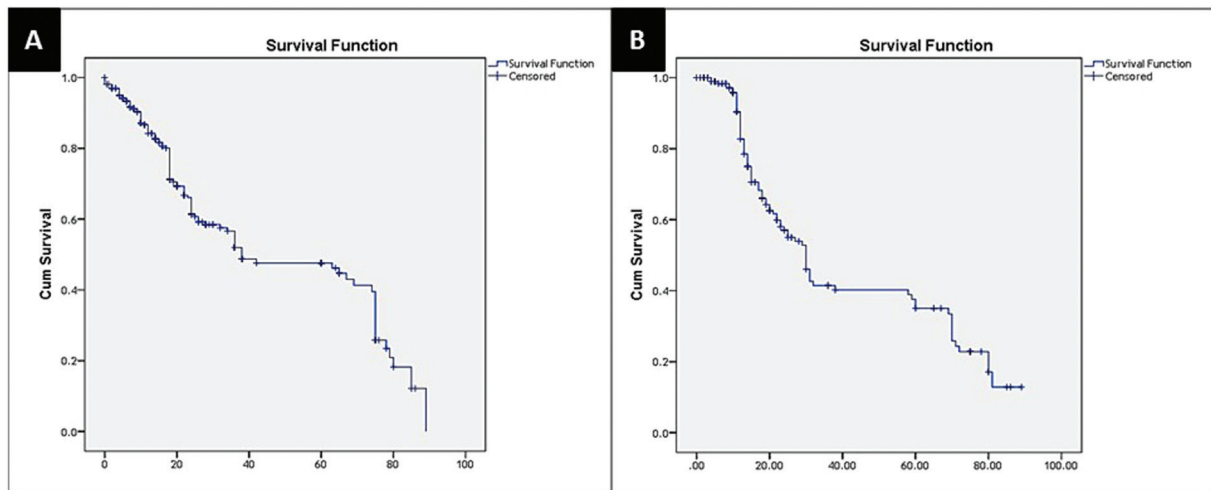 A
Survival Function
Survival Function
Censored
Cum Survival
1.0
0.8
0.6
0.4
0.2
0.0
0
20
40
60
80
100
B
Survival Function
Survival Function
Censored
Cum Survival
1.0
0.8
0.6
0.4
0.2
0.0
.00
20.00
40.00
60.00
80.00
100.00